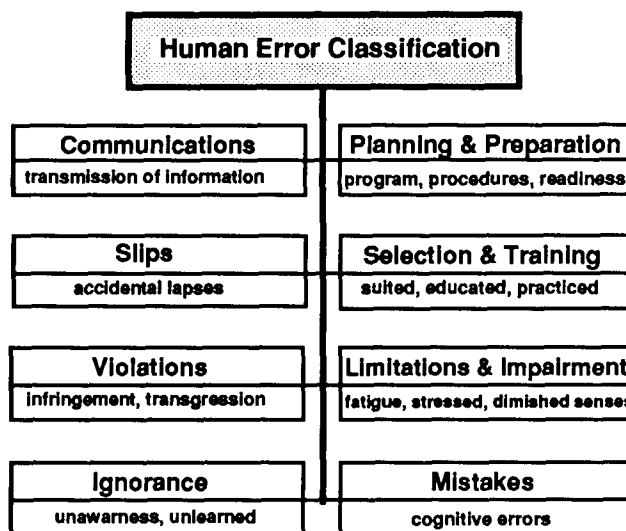 Human Error Classification
Communications
transmission of information
Planning & Preparation
program, procedures, readiness
Slips
accidental lapses
Selection & Training
suited, educated, practiced
Violations
infringement, transgression
Limitations & Impairment
fatigue, stressed, dimished senses
Ignorance
unawarness, unlearned
Mistakes
cognitive errors